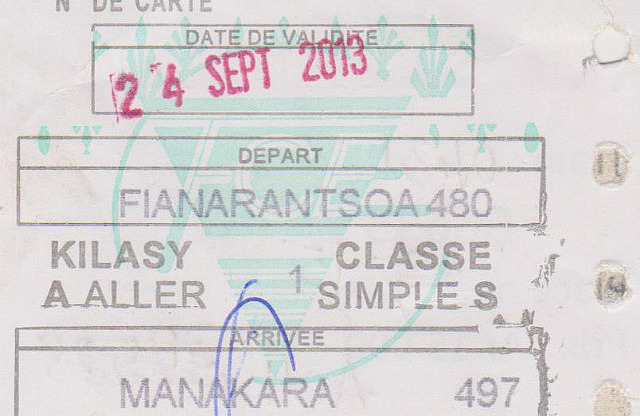 N° DE CARTE
DATE DE VALIDITE
24 SEPT 2013
DEPART
FIANARANTSOA 480
KILASY 1 CLASSE
A ALLER SIMPLE S
ARRIVEE
MANAKARA 497